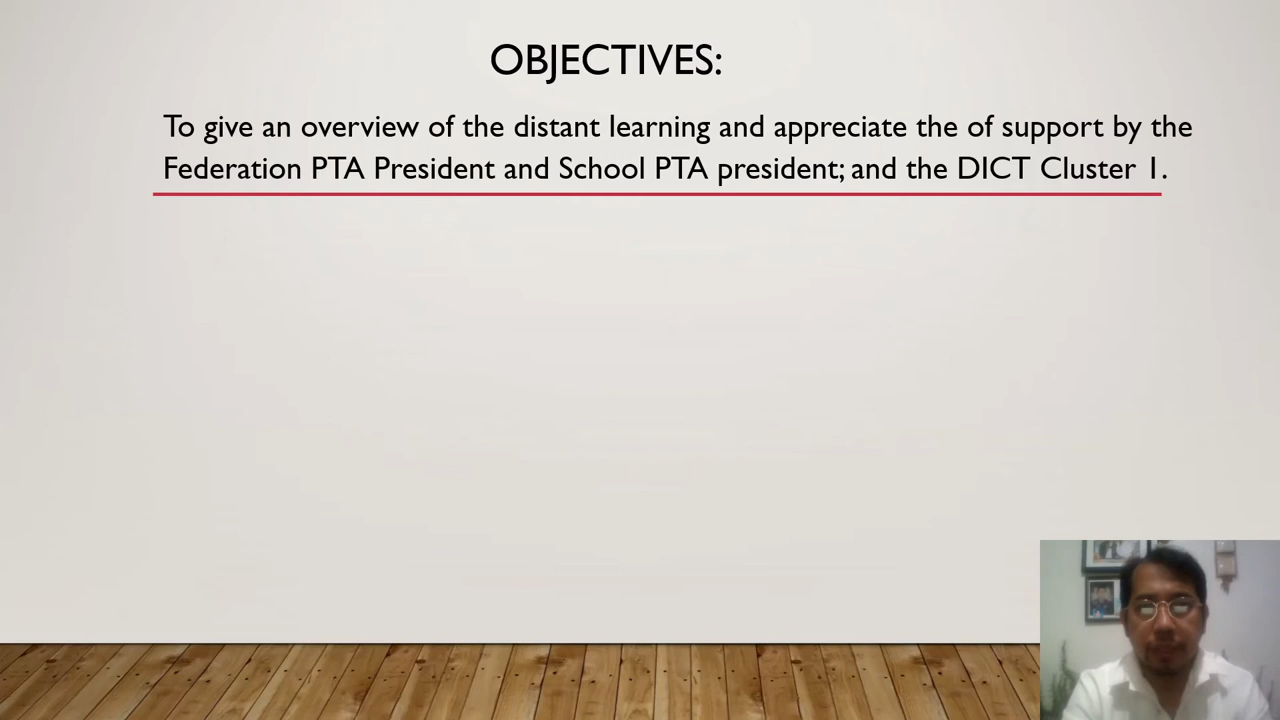 OBJECTIVES:
To give an overview of the distant learning and appreciate the of support by the
Federation PTA President and School PTA president; and the DICT Cluster 1.